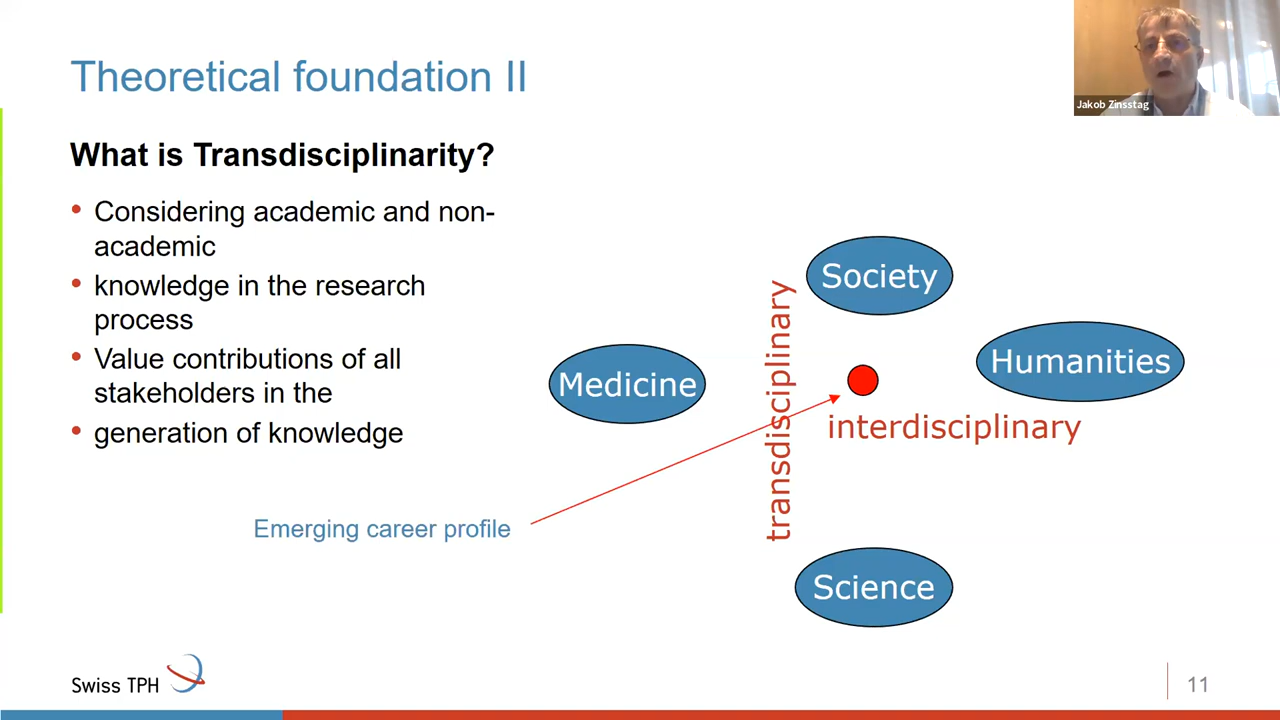 Theoretical foundation II
Jakob Zinsstag
What is Transdisciplinarity?
• Considering academic and non-
academic
• knowledge in the research
process
• Value contributions of all
stakeholders in the
• generation of knowledge
Emerging career profile
Society
Medicine
Humanities
transdisciplinary
interdisciplinary
Science
Swiss TPH
11